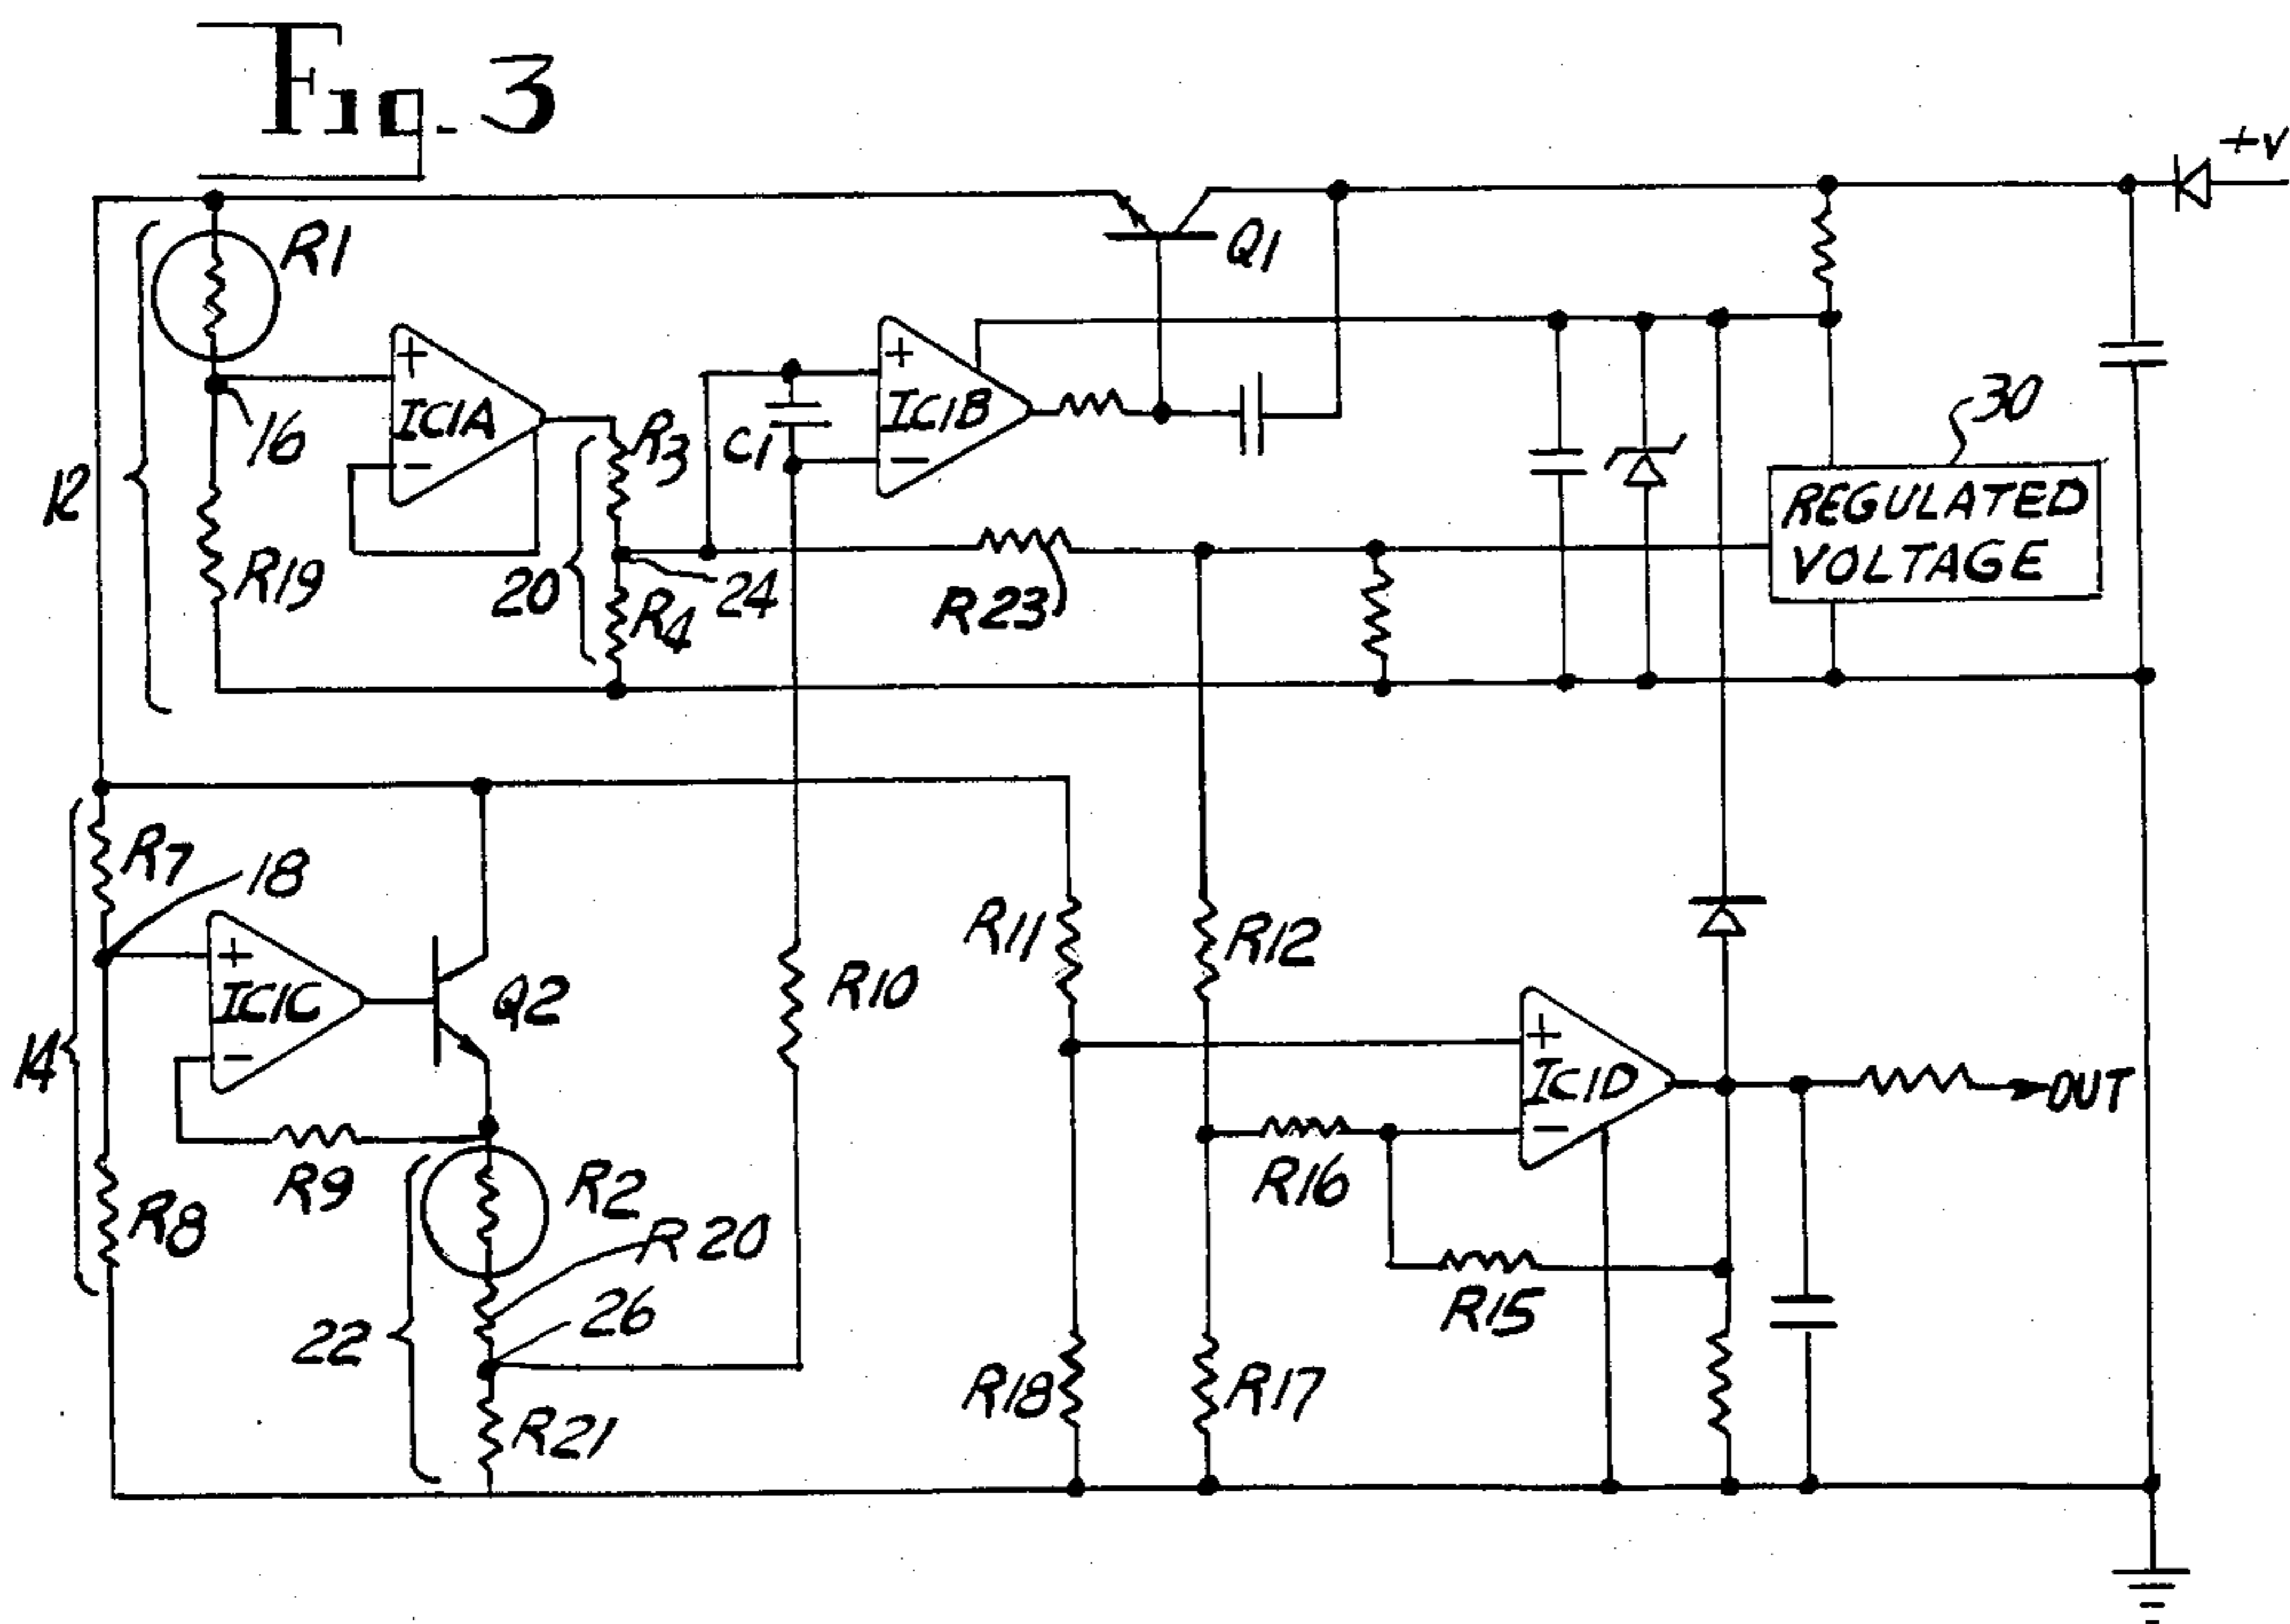 Fig. 3
+V
R1
Q1
+
IC1A
−
16
R3
C1
+
IC1B
−
30
REGULATED
VOLTAGE
12
R19
20
24
R4
R23
R7
18
+
IC1C
−
Q2
R10
R11
R12
14
+
IC1D
−
OUT
R9
R8
R2
R20
26
22
R21
R16
R15
R18
R17